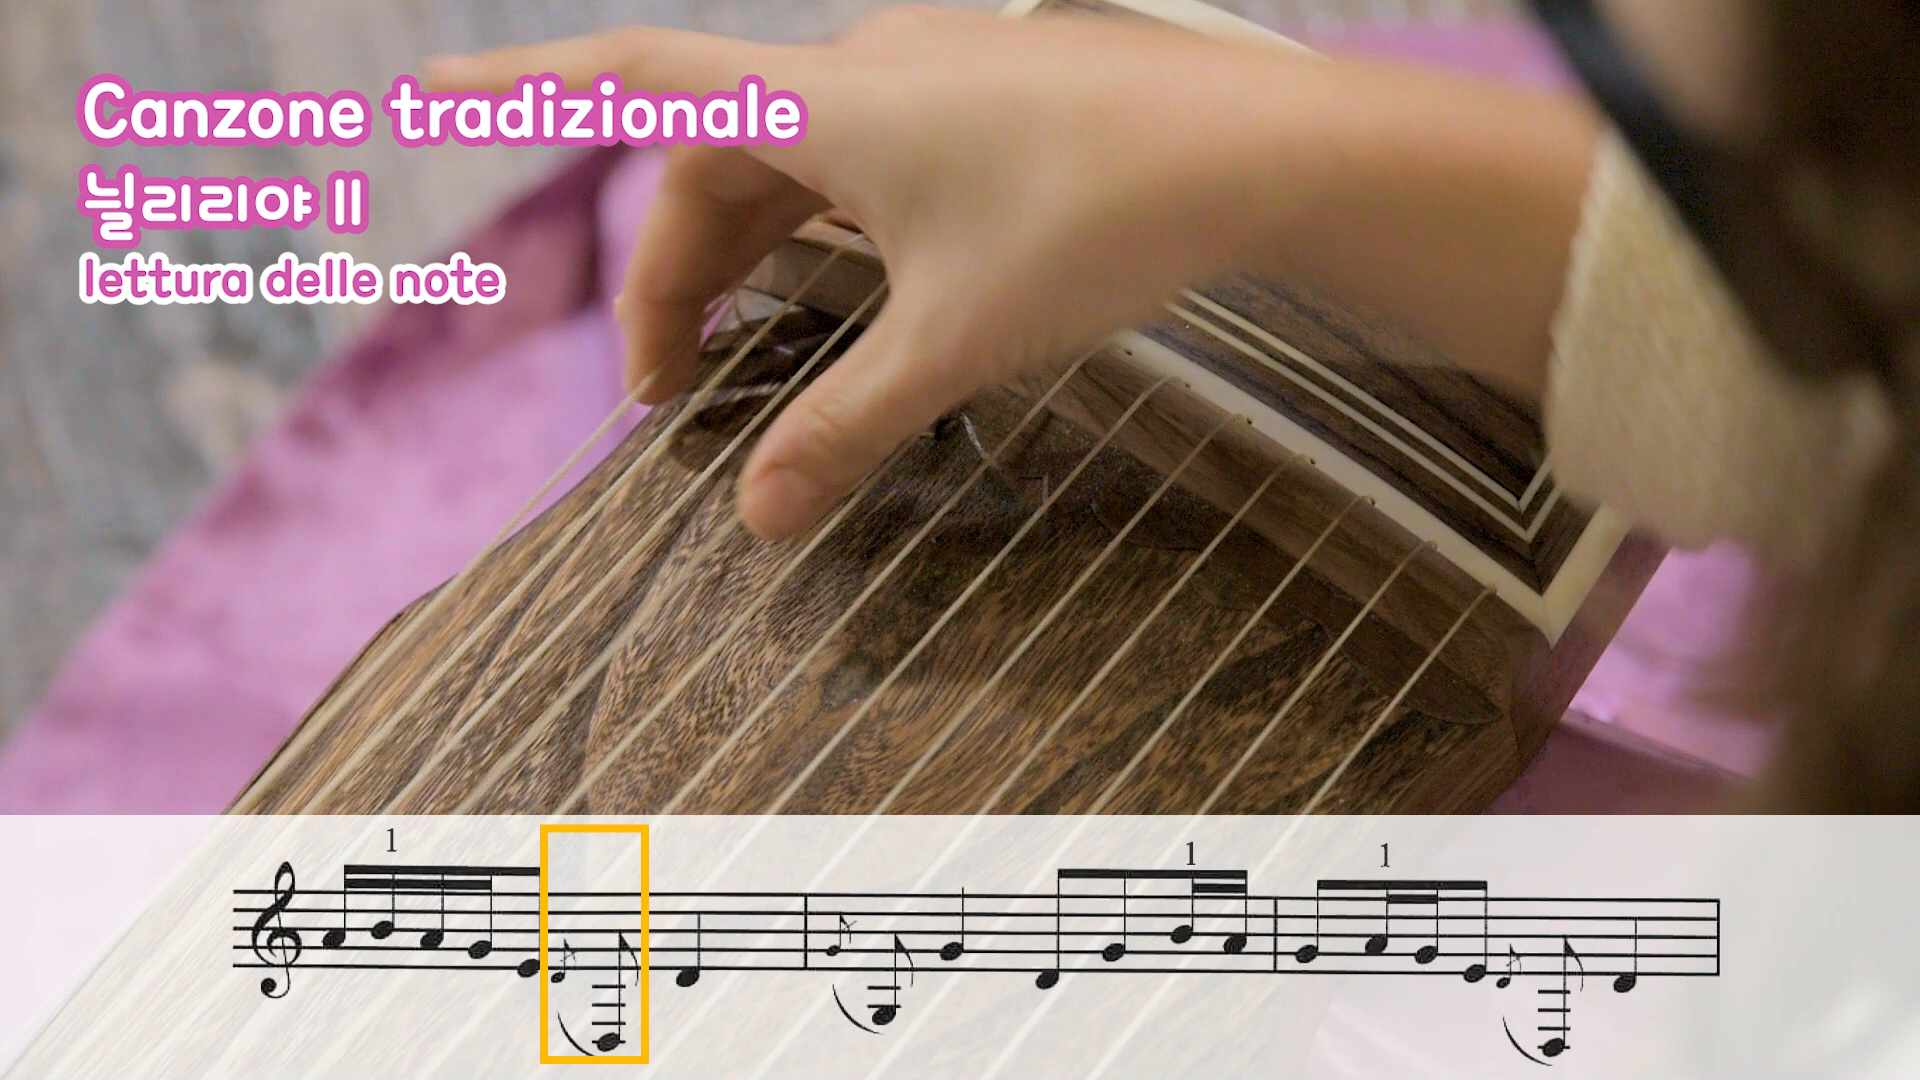 Canzone tradizionale
닐리리야 II
lettura delle note
1
1
1